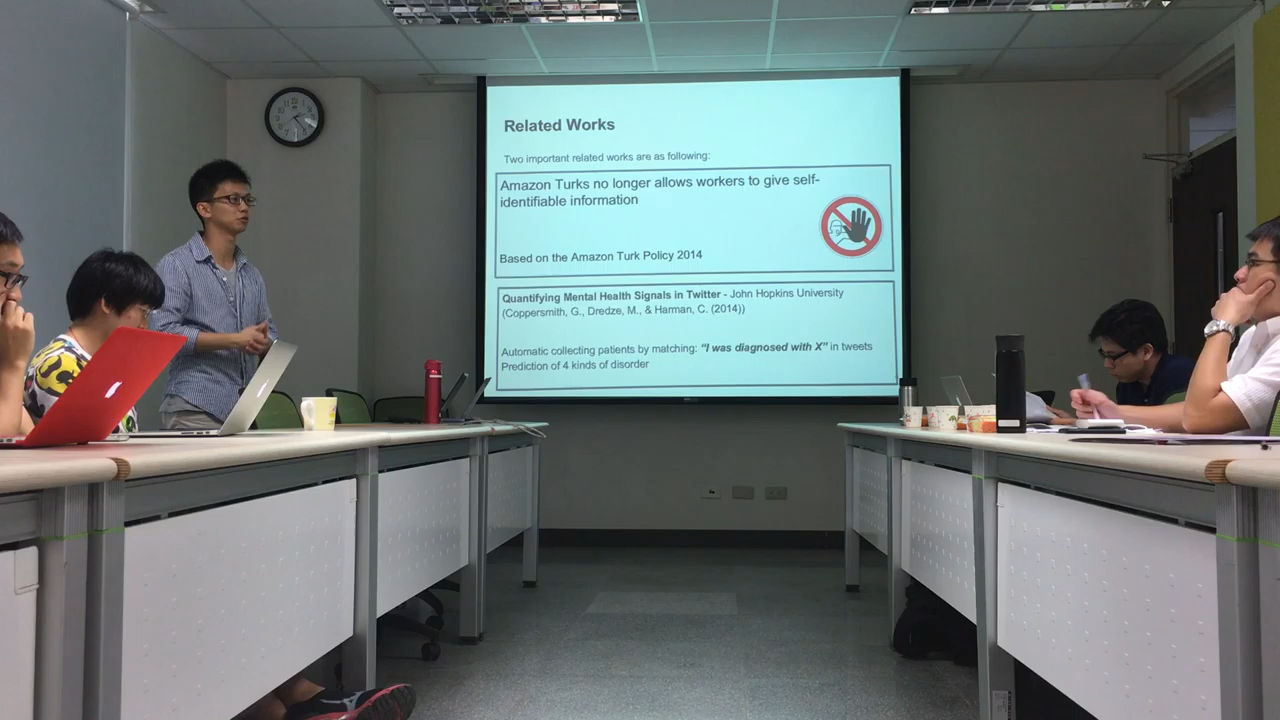 Related Works
Two important related works are as following:
Amazon Turks no longer allows workers to give self-
identifiable information
Based on the Amazon Turk Policy 2014
Quantifying Mental Health Signals in Twitter - John Hopkins University
(Coppersmith, G., Dredze, M., & Harman, C. (2014))
Automatic collecting patients by matching: "I was diagnosed with X" in tweets
Prediction of 4 kinds of disorder